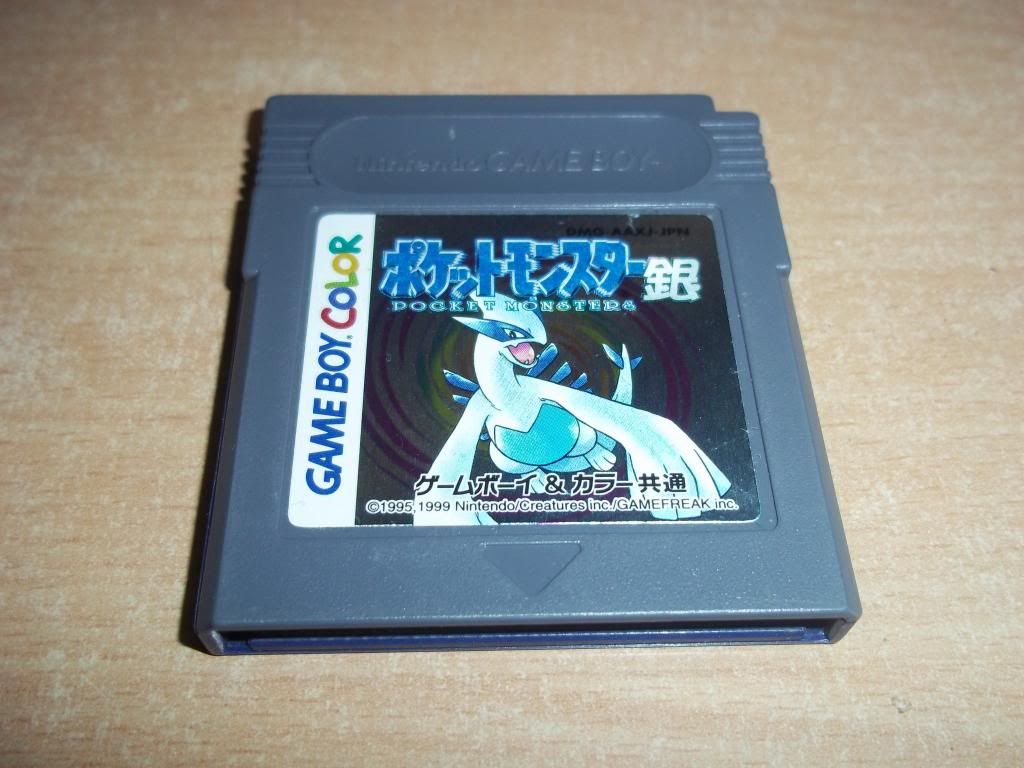 Nintendo GAME BOY
DMG-AAXJ-JPN
ポケットモンスター銀
POCKET MONSTERS
GAME BOY COLOR
ゲームボーイ & カラー共通
©1995,1999 Nintendo/Creatures inc./GAMEFREAK inc.